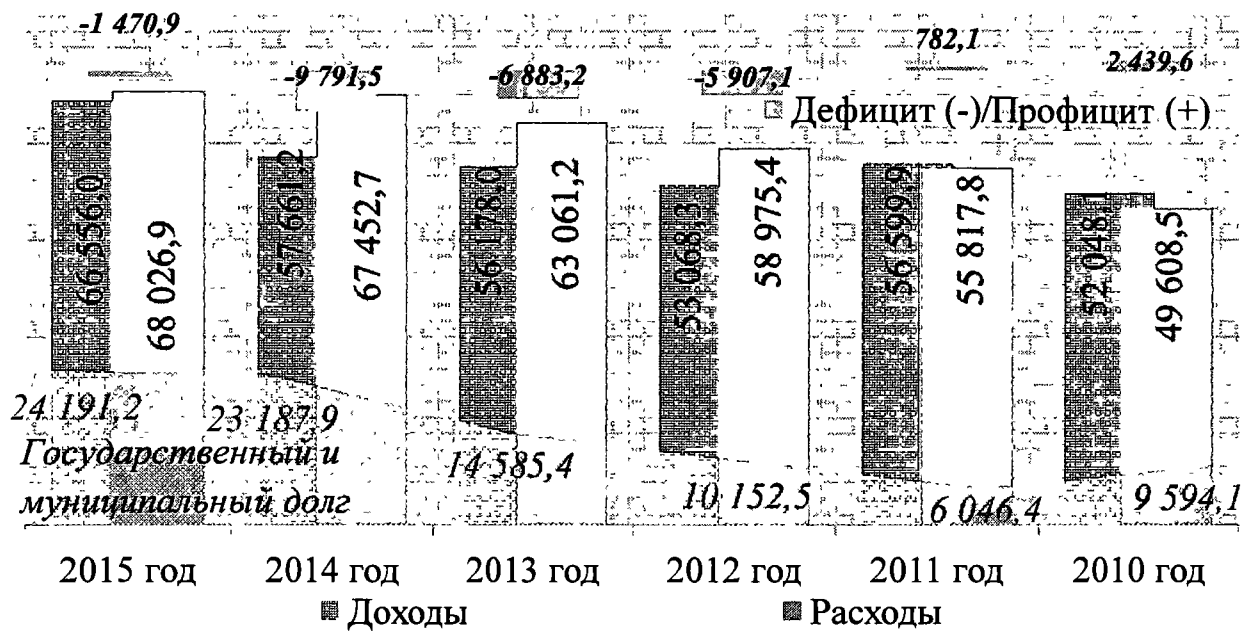 -1 470,9
-9 791,5
-6 883,2
-5 907,1
782,1
2 439,6
Дефицит (-)/Профицит (+)
66 556,0
68 026,9
57 661,2
67 452,7
56 178,0
63 061,2
53 068,3
58 975,4
56 599,9
55 817,8
52 048,1
49 608,5
24 191,2
23 187,9
14 585,4
10 152,5
6 046,4
9 594,1
Государственный и
муниципальный долг
2015 год
2014 год
2013 год
2012 год
2011 год
2010 год
Доходы
Расходы